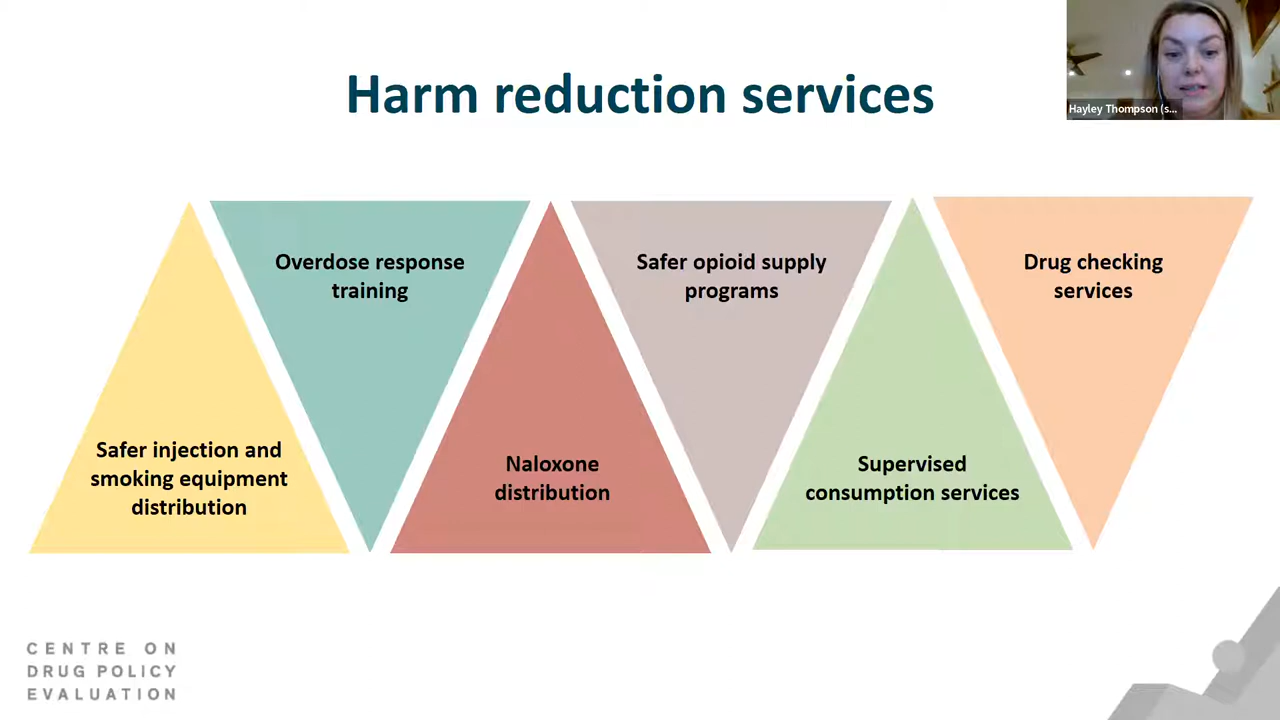 Harm reduction services
Hayley Thompson (s...
Overdose response
training
Safer opioid supply
programs
Drug checking
services
Safer injection and
smoking equipment
distribution
Naloxone
distribution
Supervised
consumption services
CENTRE ON
DRUG POLICY
EVALUATION